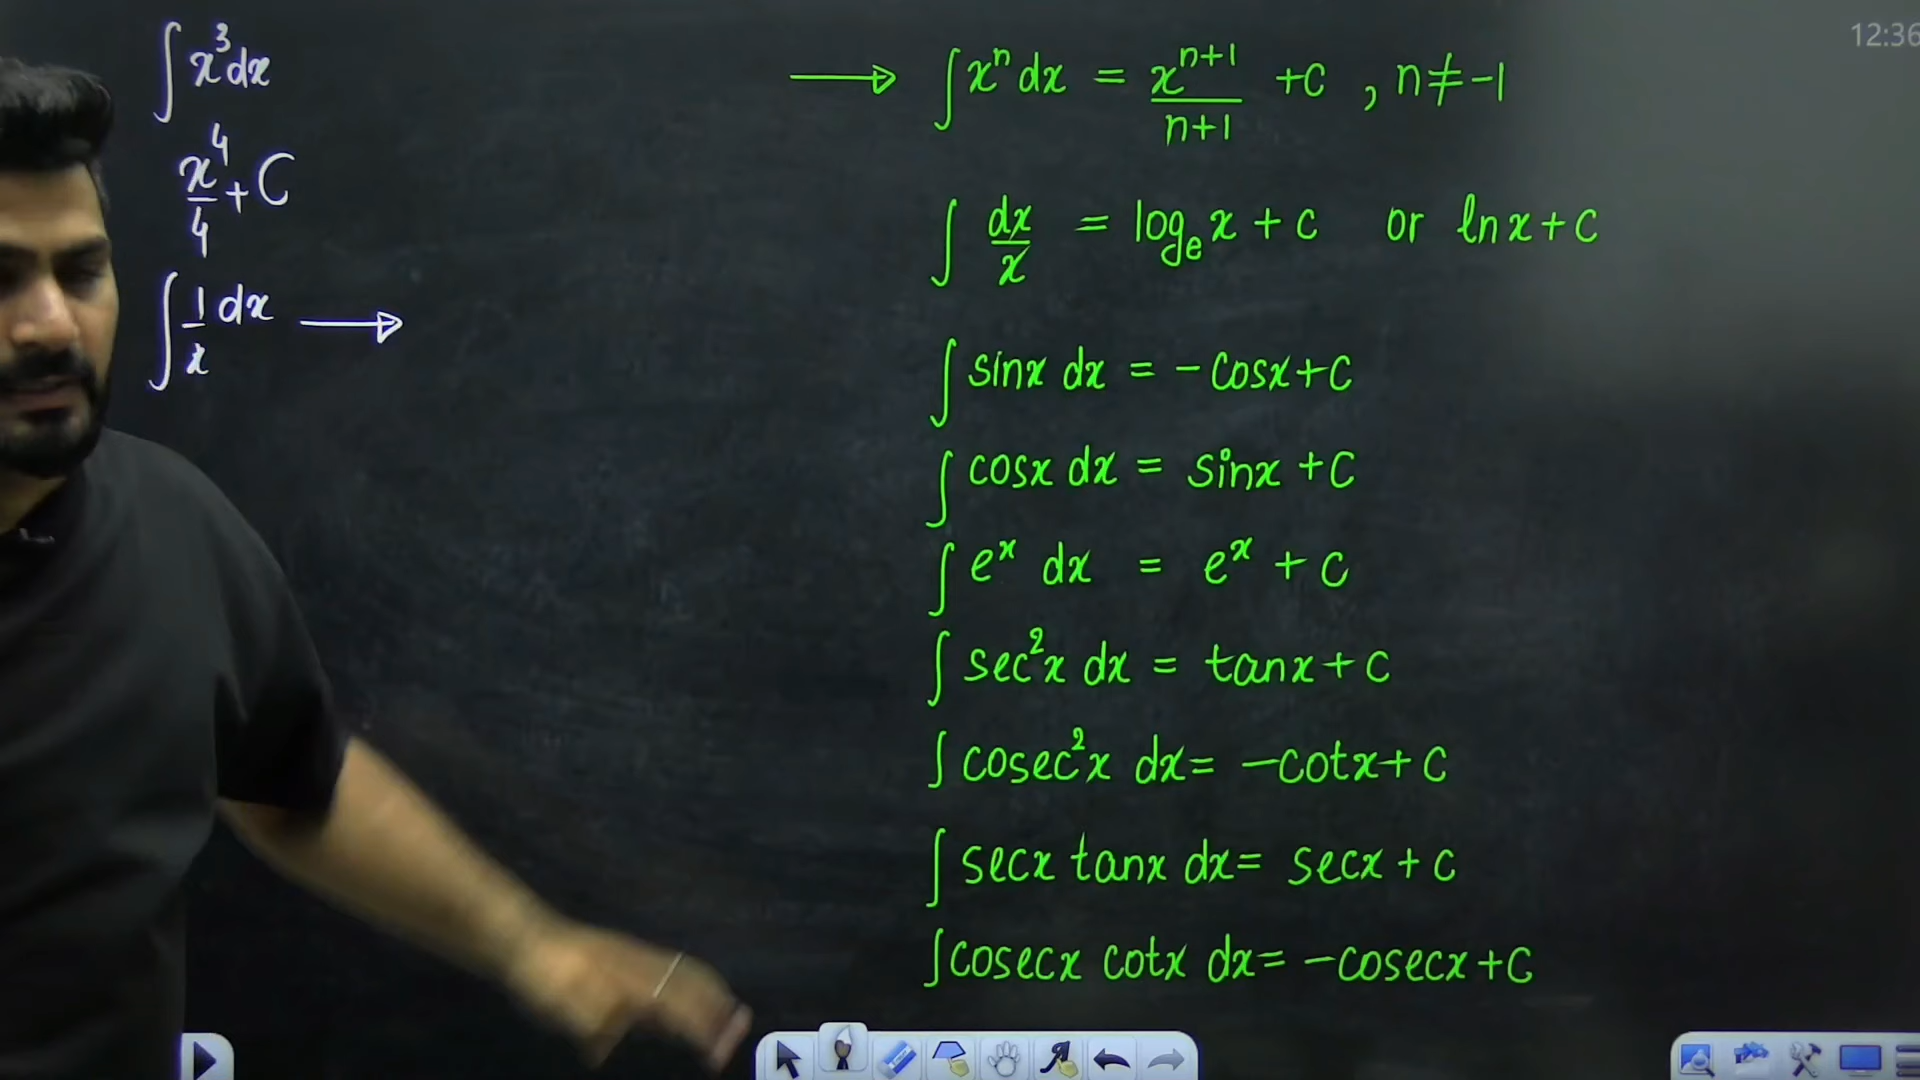 ∫x³dx
x⁴/4 + C
∫1/x dx ⟶
⟶ ∫xⁿ dx = xⁿ⁺¹/n+1 + C , n≠-1
∫ dx/x = logₑx + C or lnx + C
∫ sinx dx = -cosx + C
∫ cosx dx = sinx + C
∫ eˣ dx = eˣ + C
∫ sec²x dx = tanx + C
∫ cosec²x dx = -cotx + C
∫ secx tanx dx = secx + C
∫ cosecx cotx dx = -cosecx + C
12:36